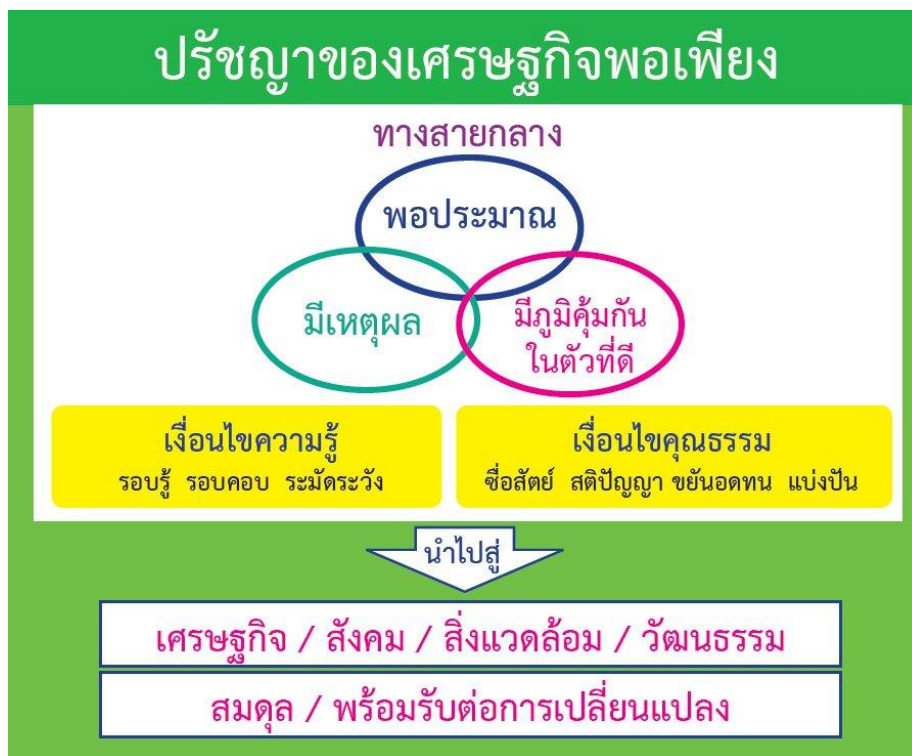 ปรัชญาของเศรษฐกิจพอเพียง
ทางสายกลาง
พอประมาณ
มีเหตุผล
มีภูมิคุ้มกัน
ในตัวที่ดี
เงื่อนไขความรู้
รอบรู้ รอบคอบ ระมัดระวัง
เงื่อนไขคุณธรรม
ซื่อสัตย์ สติปัญญา ขยันอดทน แบ่งปัน
นำไปสู่
เศรษฐกิจ / สังคม / สิ่งแวดล้อม / วัฒนธรรม
สมดุล / พร้อมรับต่อการเปลี่ยนแปลง